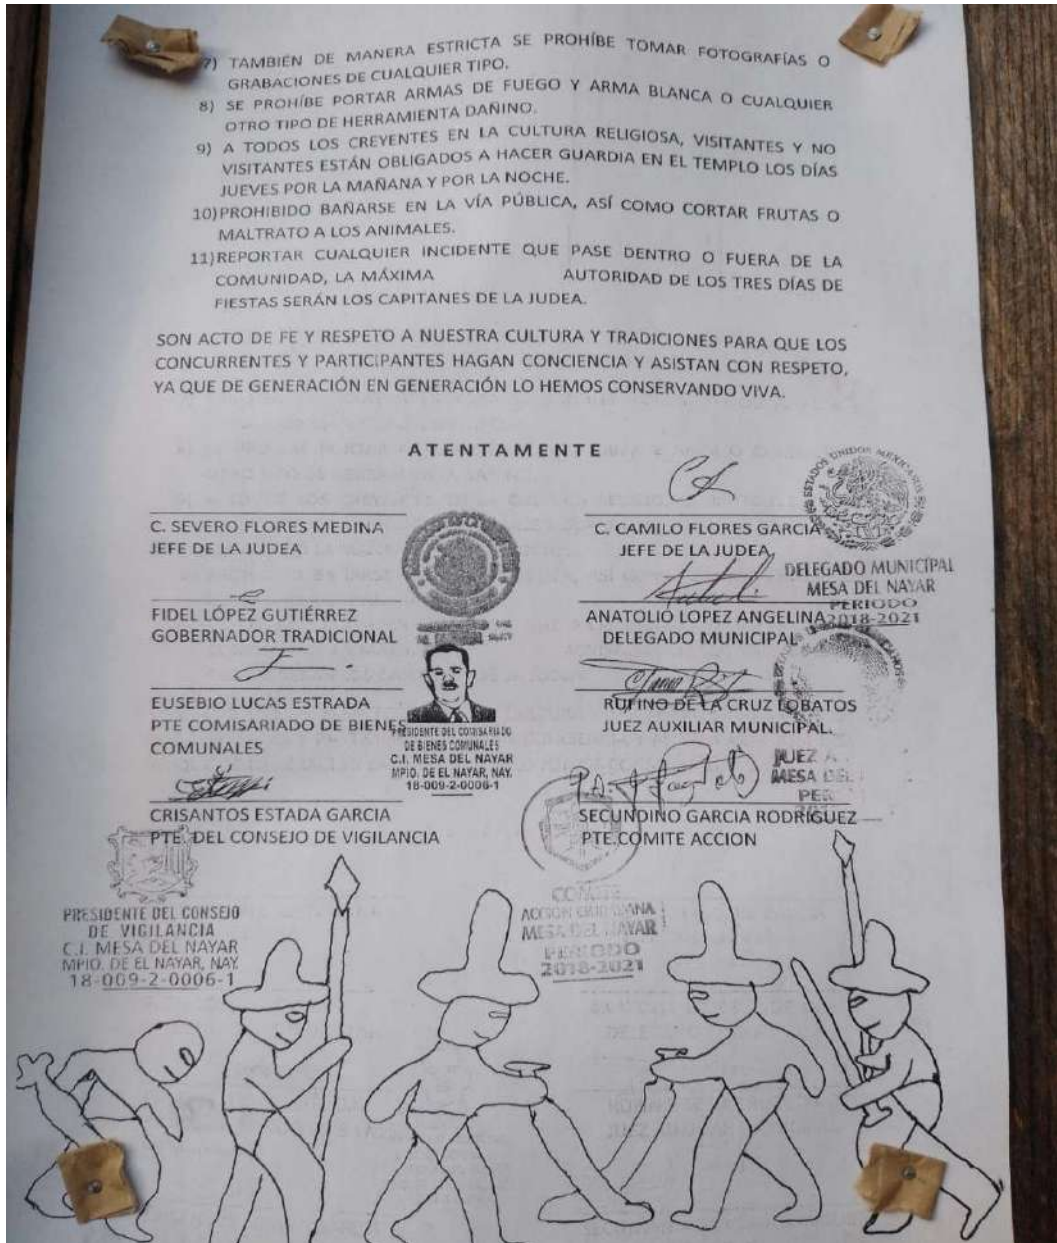 7) TAMBIÉN DE MANERA ESTRICTA SE PROHÍBE TOMAR FOTOGRAFÍAS O
GRABACIONES DE CUALQUIER TIPO.
8) SE PROHÍBE PORTAR ARMAS DE FUEGO Y ARMA BLANCA O CUALQUIER
OTRO TIPO DE HERRAMIENTA DAÑINO.
9) A TODOS LOS CREYENTES EN LA CULTURA RELIGIOSA, VISITANTES Y NO
VISITANTES ESTÁN OBLIGADOS A HACER GUARDIA EN EL TEMPLO LOS DÍAS
JUEVES POR LA MAÑANA Y POR LA NOCHE.
10)PROHIBIDO BAÑARSE EN LA VÍA PÚBLICA, ASÍ COMO CORTAR FRUTAS O
MALTRATO A LOS ANIMALES.
11)REPORTAR CUALQUIER INCIDENTE QUE PASE DENTRO O FUERA DE LA
COMUNIDAD, LA MÁXIMA AUTORIDAD DE LOS TRES DÍAS DE
FIESTAS SERÁN LOS CAPITANES DE LA JUDEA.
SON ACTO DE FE Y RESPETO A NUESTRA CULTURA Y TRADICIONES PARA QUE LOS
CONCURRENTES Y PARTICIPANTES HAGAN CONCIENCIA Y ASISTAN CON RESPETO,
YA QUE DE GENERACIÓN EN GENERACIÓN LO HEMOS CONSERVANDO VIVA.
ATENTAMENTE
C. SEVERO FLORES MEDINA
JEFE DE LA JUDEA
C. CAMILO FLORES GARCIA
JEFE DE LA JUDEA
ESTADOS UNIDOS MEXICANOS
DELEGADO MUNICIPAL
MESA DEL NAYAR
PERIODO
2018-2021
FIDEL LÓPEZ GUTIÉRREZ
GOBERNADOR TRADICIONAL
ANATOLIO LOPEZ ANGELINA
DELEGADO MUNICIPAL
EUSEBIO LUCAS ESTRADA
PTE COMISARIADO DE BIENES
COMUNALES
PRESIDENTE DEL COMISARIADO
DE BIENES COMUNALES
C.I. MESA DEL NAYAR
MPIO. DE EL NAYAR, NAY.
18-009-2-0006-1
RUFINO DE LA CRUZ LOBATOS
JUEZ AUXILIAR MUNICIPAL.
JUEZ A
MESA DEL
PER
CRISANTOS ESTADA GARCIA
PTE. DEL CONSEJO DE VIGILANCIA
SECUNDINO GARCIA RODRIGUEZ
PTE.COMITE ACCION
PRESIDENTE DEL CONSEJO
DE VIGILANCIA
C.I. MESA DEL NAYAR
MPIO. DE EL NAYAR, NAY.
18-009-2-0006-1
COMITE
ACCION CIUDADANA
MESA DEL NAYAR
PERIODO
2018-2021